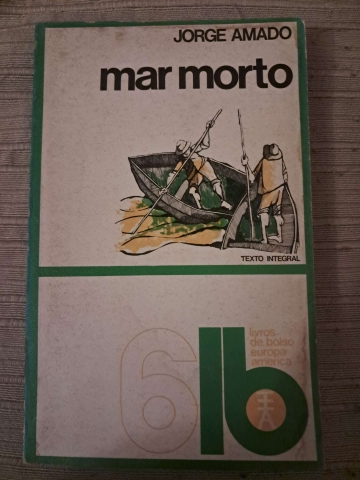 JORGE AMADO
mar morto
TEXTO INTEGRAL
6
lb
livros
de bolso
europa-
américa